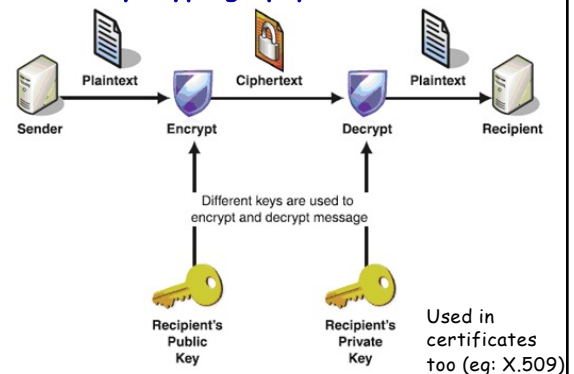 Plaintext
Ciphertext
Plaintext
Sender
Encrypt
Decrypt
Recipient
Different keys are used to
encrypt and decrypt message
Recipient's
Public
Key
Recipient's
Private
Key
Used in
certificates
too (eg: X.509)